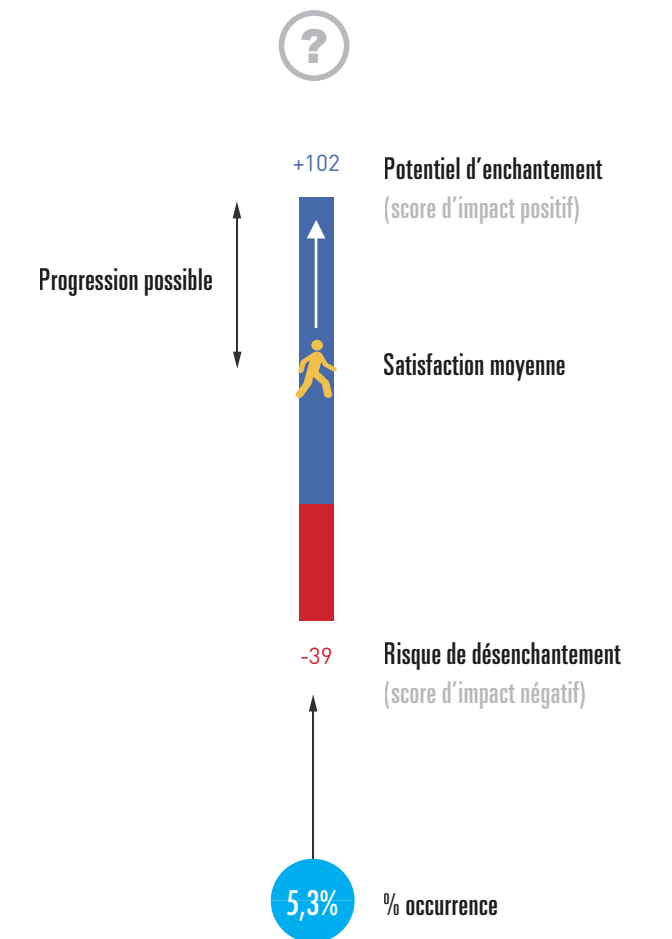 ?
+102
Potentiel d'enchantement
(score d'impact positif)
Progression possible
Satisfaction moyenne
-39
Risque de désenchantement
(score d'impact négatif)
5,3%
% occurrence